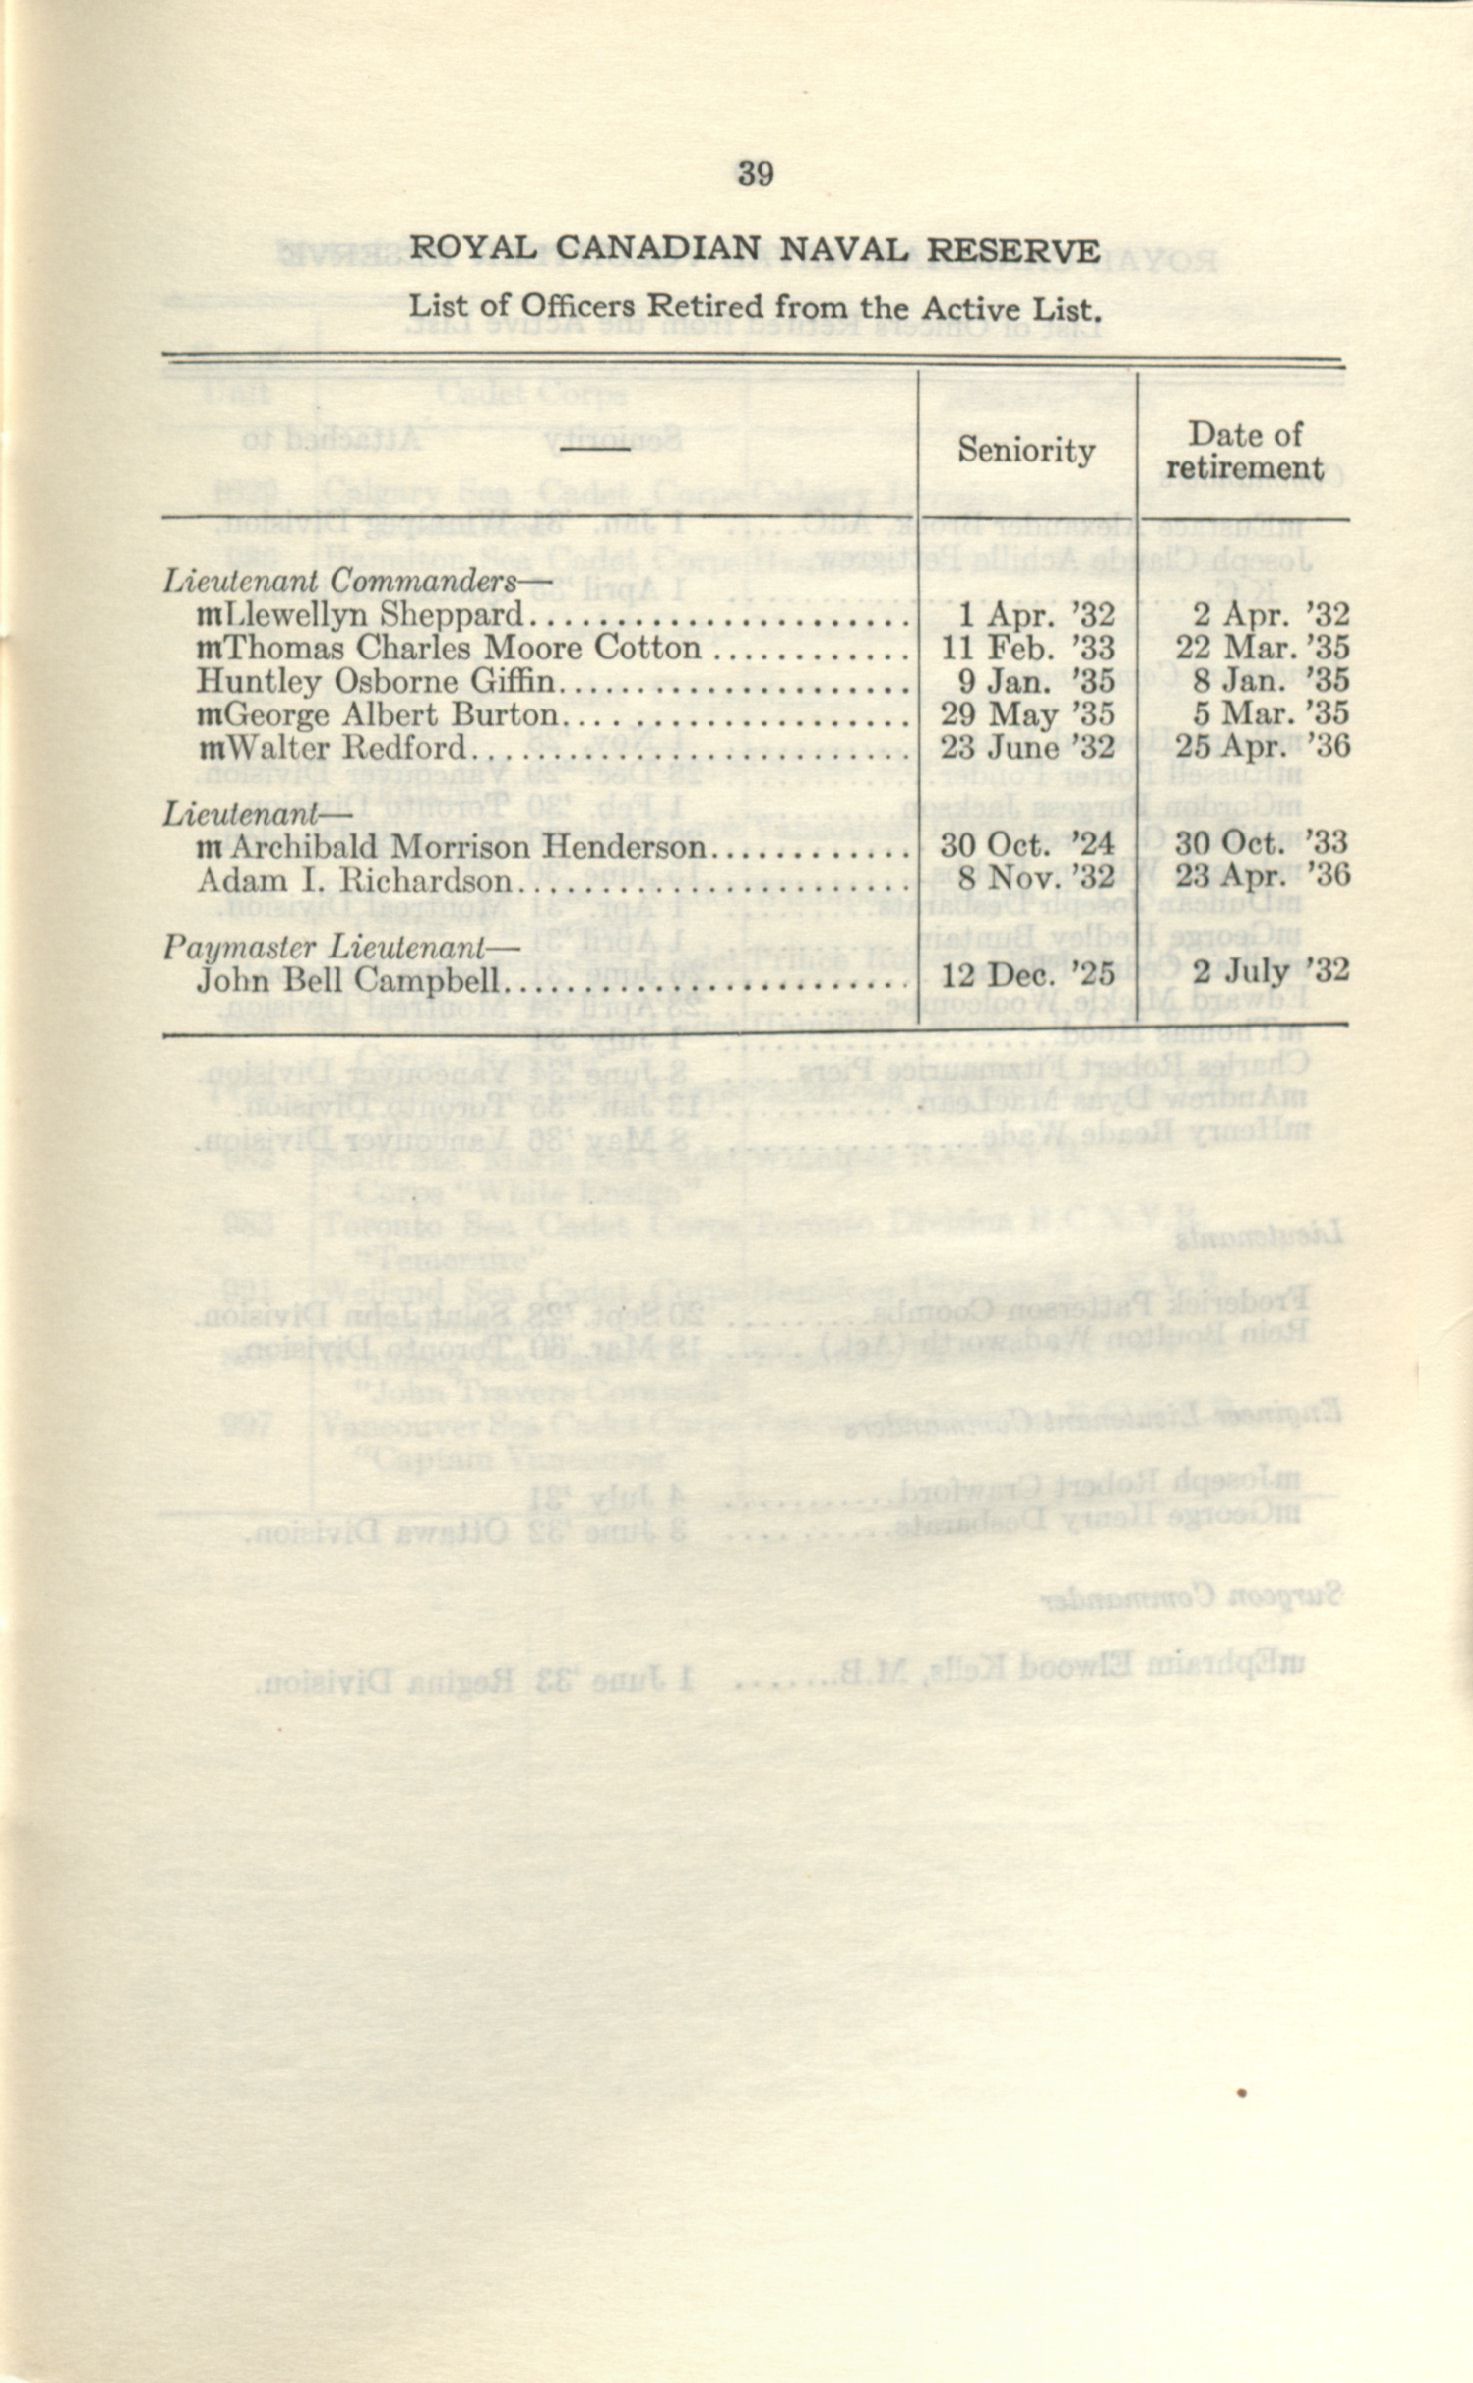 39
ROYAL CANADIAN NAVAL RESERVE
List of Officers Retired from the Active List.
— Seniority Date of retirement
Lieutenant Commanders—
mLlewellyn Sheppard...................... 1 Apr. '32 2 Apr. '32
mThomas Charles Moore Cotton ............ 11 Feb. '33 22 Mar. '35
Huntley Osborne Giffin..................... 9 Jan. '35 8 Jan. '35
mGeorge Albert Burton.................... 29 May '35 5 Mar. '35
mWalter Redford.......................... 23 June '32 25 Apr. '36
Lieutenant—
m Archibald Morrison Henderson............ 30 Oct. '24 30 Oct. '33
Adam I. Richardson....................... 8 Nov. '32 23 Apr. '36
Paymaster Lieutenant—
John Bell Campbell........................ 12 Dec. '25 2 July '32